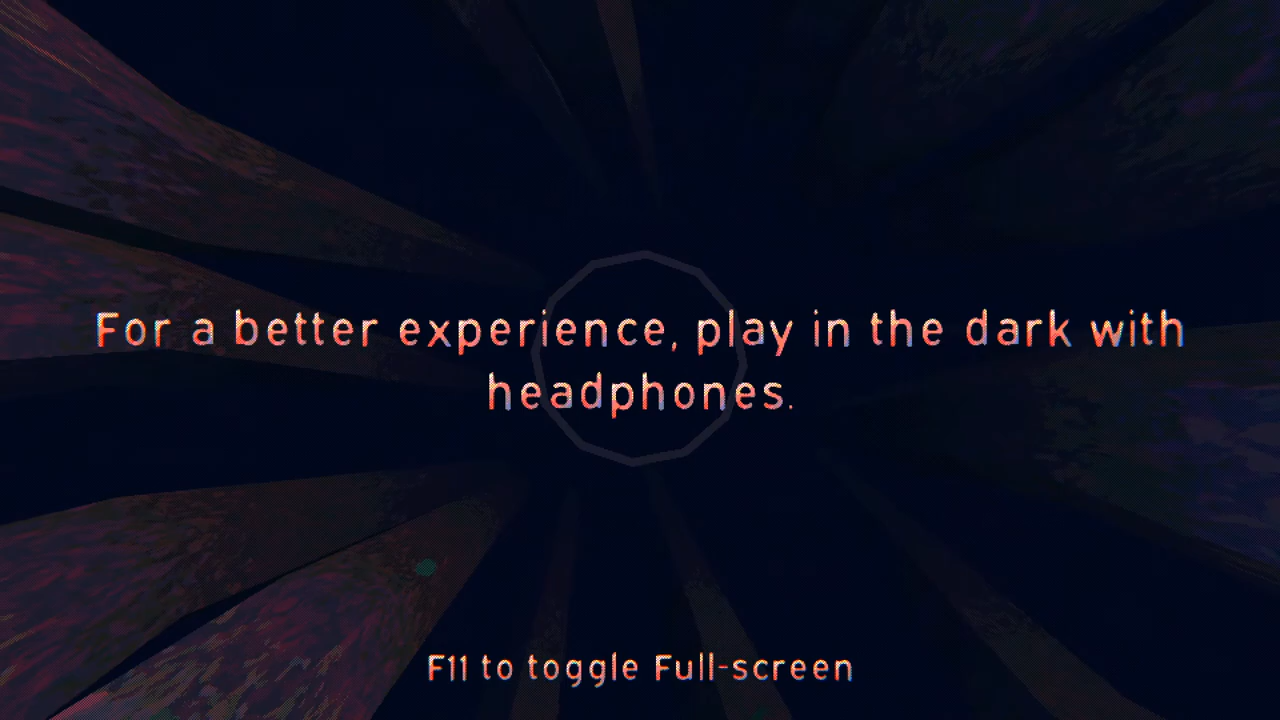 For a better experience, play in the dark with
headphones.
F11 to toggle Full-screen